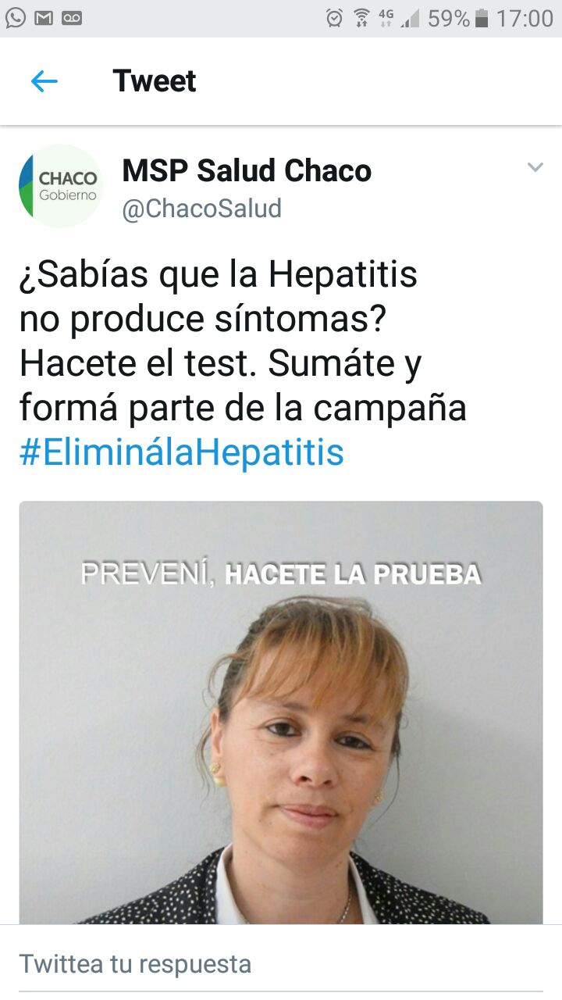 4G 59% 17:00
Tweet
CHACO
Gobierno
MSP Salud Chaco
@ChacoSalud
¿Sabías que la Hepatitis
no produce síntomas?
Hacete el test. Sumáte y
formá parte de la campaña
#EliminálaHepatitis
PREVENÍ, HACETE LA PRUEBA
Twittea tu respuesta